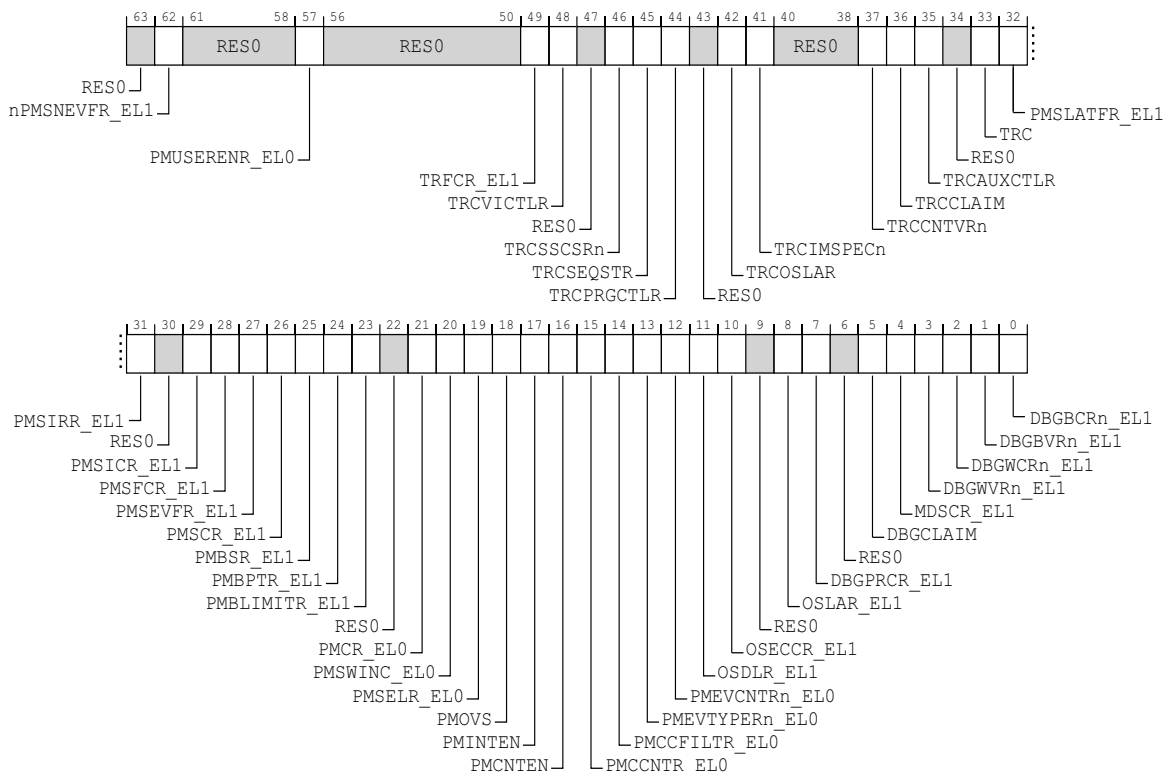 63 62 61 58 57 56 50 49 48 47 46 45 44 43 42 41 40 38 37 36 35 34 33 32
RES0 RES0 RES0
RES0
nPMSNEVFR_EL1 PMSLATFR_EL1
TRC
PMUSERENR_EL0 RES0
TRFCR_EL1 TRCAUXCTLR
TRCVICTLR TRCCLAIM
RES0 TRCCNTVRn
TRCSSCSRn TRCIMSPECn
TRCSEQSTR TRCOSLAR
TRCPRGCTLR RES0
31 30 29 28 27 26 25 24 23 22 21 20 19 18 17 16 15 14 13 12 11 10 9 8 7 6 5 4 3 2 1 0
PMSIRR_EL1 DBGBCRn_EL1
RES0 DBGBVRn_EL1
PMSICR_EL1 DBGWCRn_EL1
PMSFCR_EL1 DBGWVRn_EL1
PMSEVFR_EL1 MDSCR_EL1
PMSCR_EL1 DBGCLAIM
PMBSR_EL1 RES0
PMBPTR_EL1 DBGPRCR_EL1
PMBLIMITR_EL1 OSLAR_EL1
RES0 RES0
PMCR_EL0 OSECCR_EL1
PMSWINC_EL0 OSDLR_EL1
PMSELR_EL0 PMEVCNTRn_EL0
PMOVS PMEVTYPERn_EL0
PMINTEN PMCCFILTR_EL0
PMCNTEN PMCCNTR_EL0